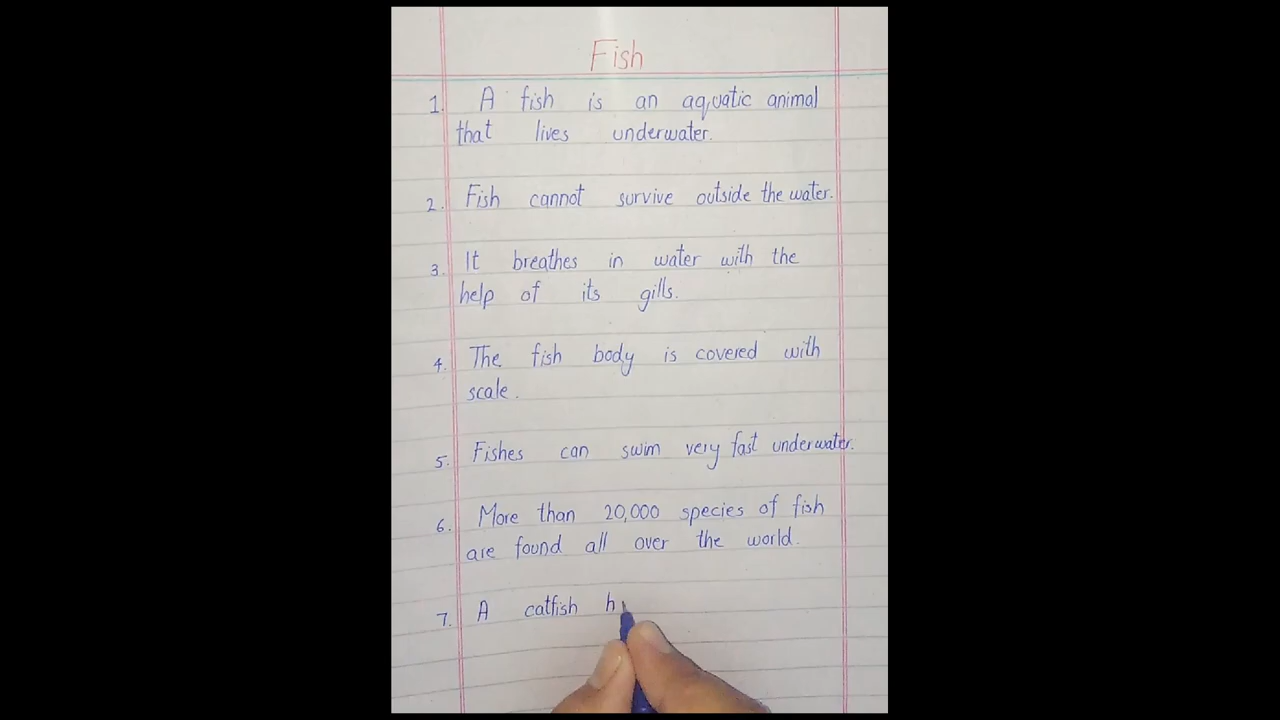 Fish
1. A fish is an aquatic animal
that lives underwater.
2. Fish cannot survive outside the water.
3. It breathes in water with the
help of its gills.
4. The fish body is covered with
scale.
5. Fishes can swim very fast underwater.
6. More than 20,000 species of fish
are found all over the world.
7. A catfish h